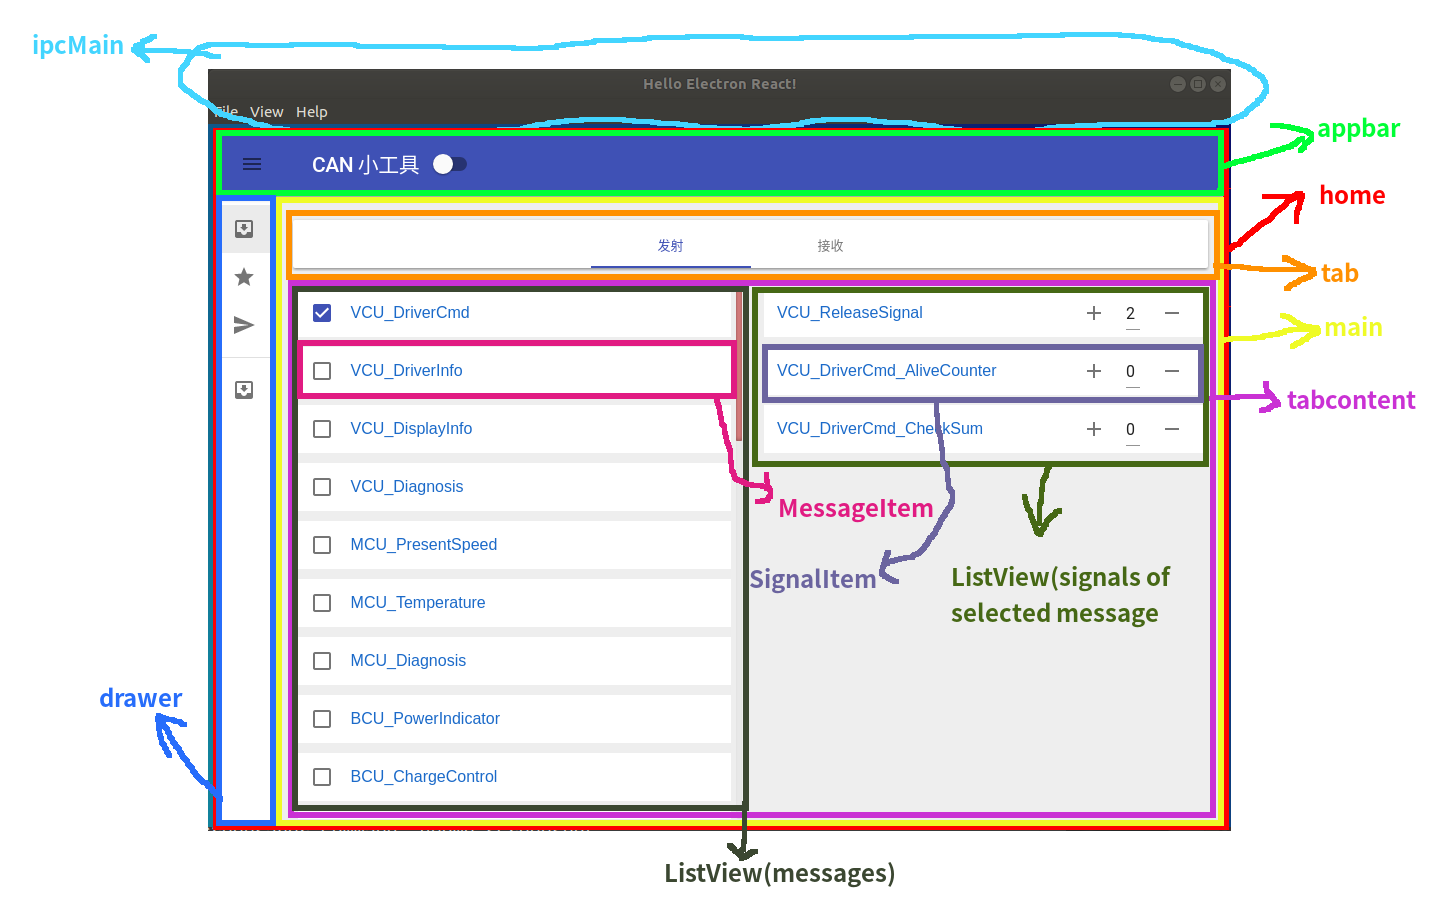 ipcMain
Hello Electron React!
File View Help
appbar
CAN 小工具
home
发射 接收
tab
VCU_DriverCmd
VCU_ReleaseSignal + 2 −
main
VCU_DriverInfo
VCU_DriverCmd_AliveCounter + 0 −
tabcontent
VCU_DisplayInfo
VCU_DriverCmd_CheckSum + 0 −
VCU_Diagnosis
MessageItem
MCU_PresentSpeed
SignalItem
ListView(signals of
selected message
MCU_Temperature
MCU_Diagnosis
drawer
BCU_PowerIndicator
BCU_ChargeControl
ListView(messages)